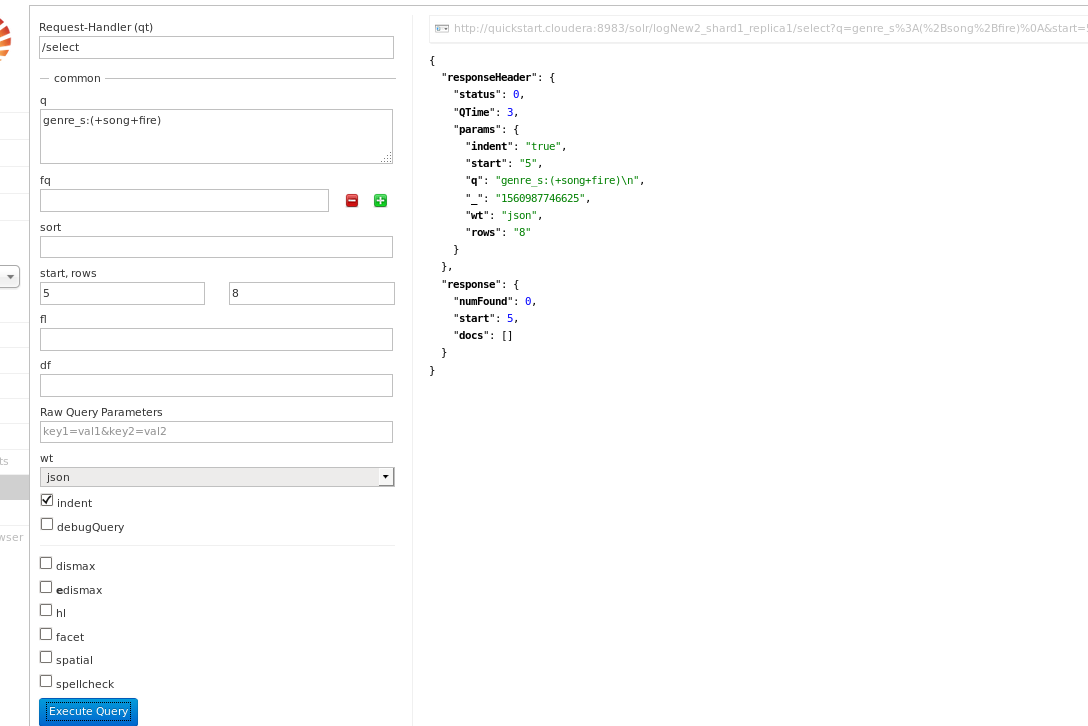 Request-Handler (qt)
/select
common
q
genre_s:(+song+fire)
fq
sort
start, rows
5 8
fl
df
Raw Query Parameters
key1=val1&key2=val2
wt
json
indent
debugQuery
dismax
edismax
hl
facet
spatial
spellcheck
Execute Query
ts
wser
http://quickstart.cloudera:8983/solr/logNew2_shard1_replica1/select?q=genre_s%3A(%2Bsong%2Bfire)%0A&start=5
{
"responseHeader": {
"status": 0,
"QTime": 3,
"params": {
"indent": "true",
"start": "5",
"q": "genre_s:(+song+fire)\n",
"_": "1560987746625",
"wt": "json",
"rows": "8"
}
},
"response": {
"numFound": 0,
"start": 5,
"docs": []
}
}